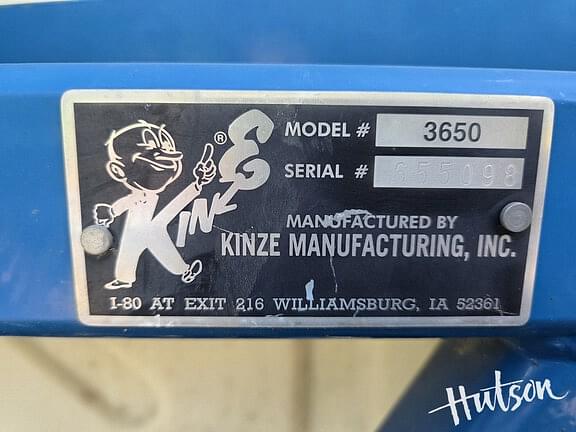 KINZE ®
MODEL # 3650
SERIAL # 655098
MANUFACTURED BY
KINZE MANUFACTURING, INC.
I-80 AT EXIT 216 WILLIAMSBURG, IA 52361
Hutson